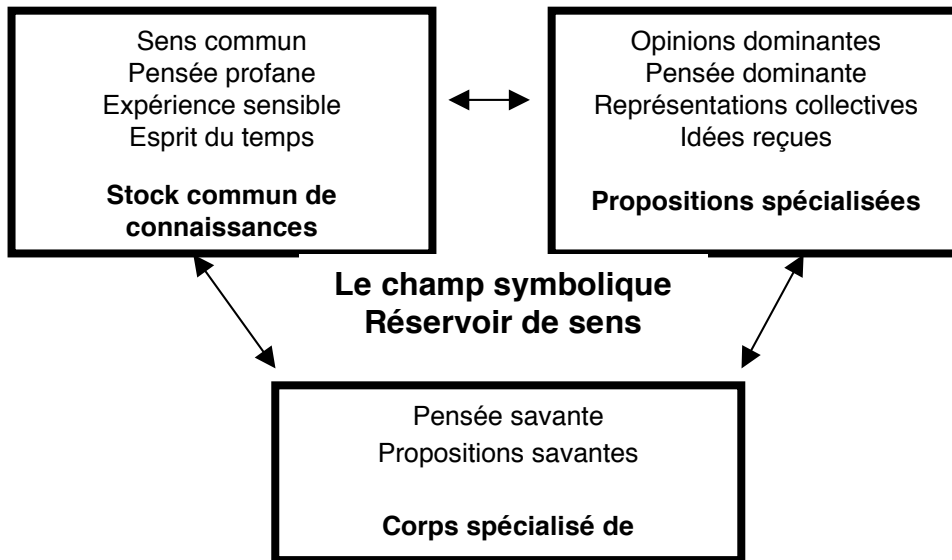 Sens commun
Pensée profane
Expérience sensible
Esprit du temps
Stock commun de
connaissances
Opinions dominantes
Pensée dominante
Représentations collectives
Idées reçues
Propositions spécialisées
Le champ symbolique
Réservoir de sens
Pensée savante
Propositions savantes
Corps spécialisé de